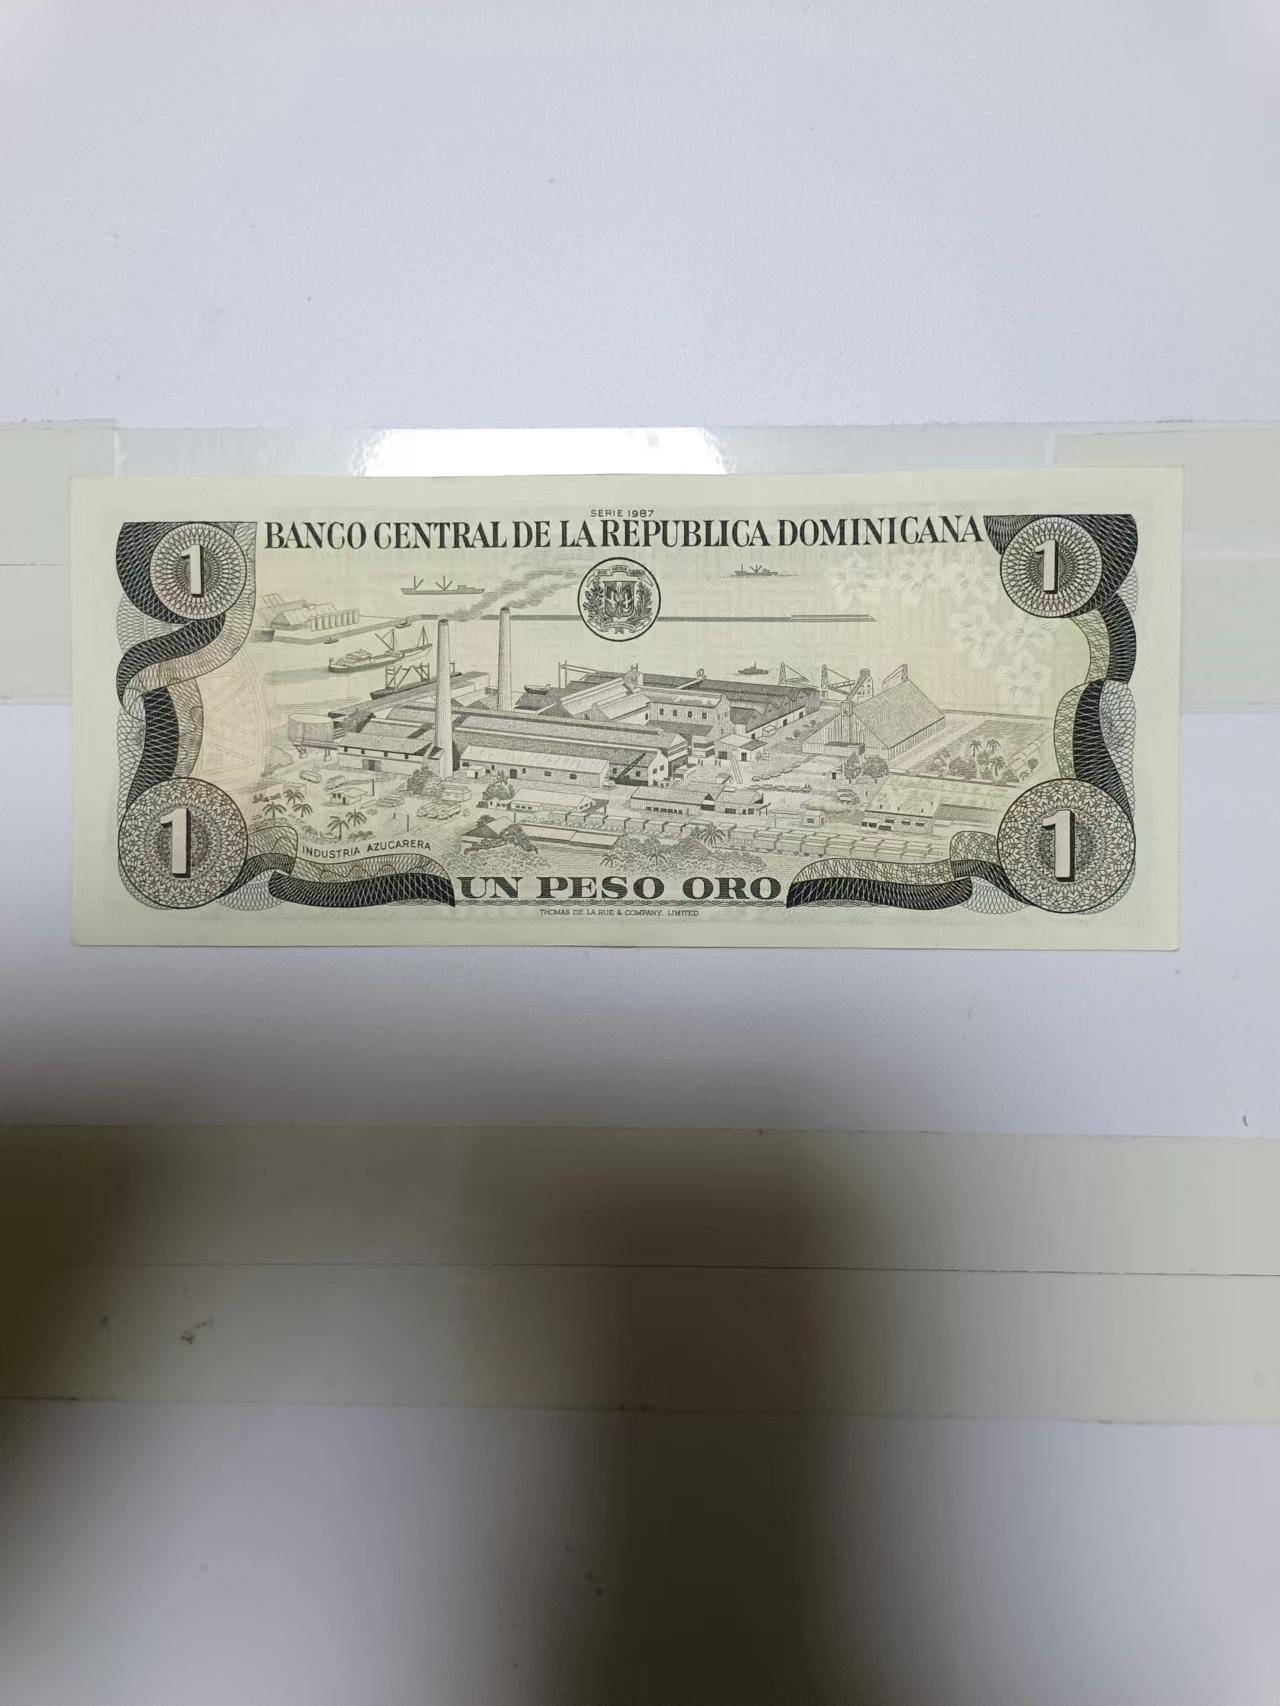 SERIE 1987
BANCO CENTRAL DE LA REPUBLICA DOMINICANA
1
1
1
1
INDUSTRIA AZUCARERA
UN PESO ORO
THOMAS DE LA RUE & COMPANY, LIMITED